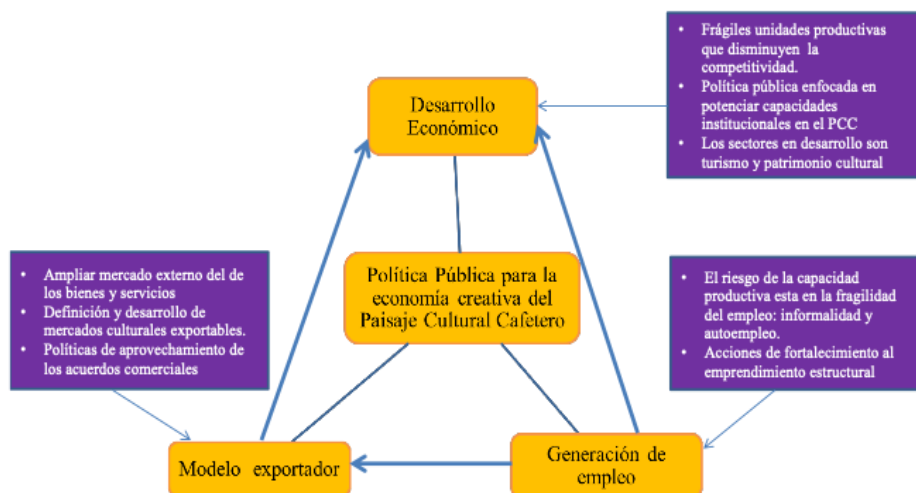 • Frágiles unidades productivas
que disminuyen la
competitividad.
• Política pública enfocada en
potenciar capacidades
institucionales en el PCC
• Los sectores en desarrollo son
turismo y patrimonio cultural
Desarrollo
Económico
Política Pública para la
economía creativa del
Paisaje Cultural Cafetero
• Ampliar mercado externo del de
los bienes y servicios
• Definición y desarrollo de
mercados culturales exportables.
• Políticas de aprovechamiento de
los acuerdos comerciales
• El riesgo de la capacidad
productiva esta en la fragilidad
del empleo: informalidad y
autoempleo.
• Acciones de fortalecimiento al
emprendimiento estructural
Modelo exportador
Generación de
empleo